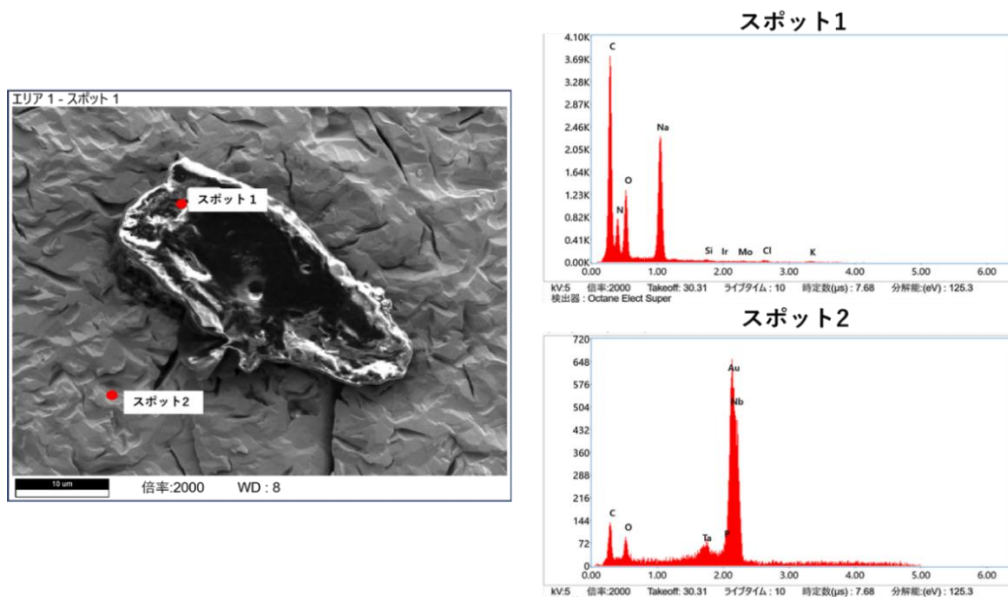 エリア 1 - スポット 1
スポット1
スポット2
10 um
倍率:2000
WD : 8
スポット1
4.10K
3.69K
3.28K
2.87K
2.46K
2.05K
1.64K
1.23K
0.82K
0.41K
0.00K
C
N
O
Na
Si
Ir
Mo
Cl
K
0.00
1.00
2.00
3.00
4.00
5.00
6.00
kV:5 倍率:2000 Takeoff: 30.31 ライブタイム : 10 時定数(μs) : 7.68 分解能:(eV) : 125.3
検出器 : Octane Elect Super
スポット2
720
648
576
504
432
360
288
216
144
72
0
C
O
Ta
P
Au
Nb
0.00
1.00
2.00
3.00
4.00
5.00
6.00
kV:5 倍率:2000 Takeoff: 30.31 ライブタイム : 10 時定数(μs) : 7.68 分解能:(eV) : 125.3